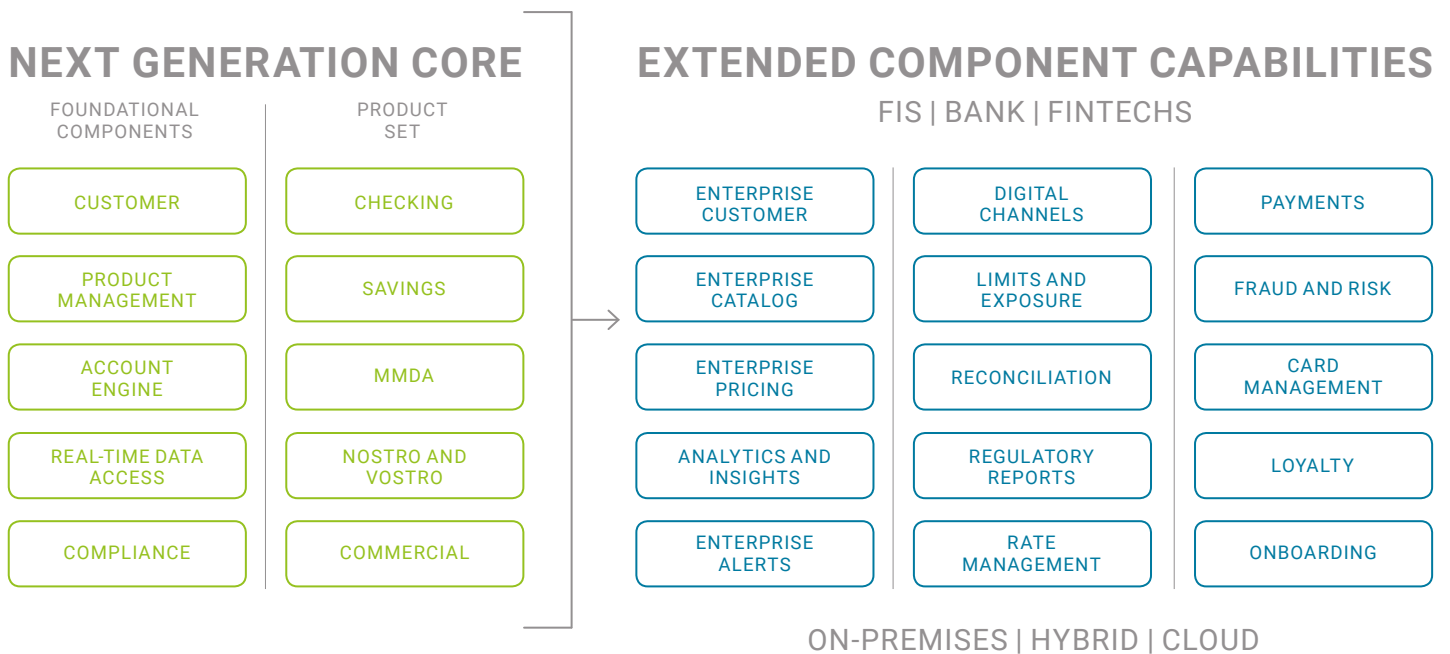 NEXT GENERATION CORE
FOUNDATIONAL
COMPONENTS
CUSTOMER
PRODUCT
MANAGEMENT
ACCOUNT
ENGINE
REAL-TIME DATA
ACCESS
COMPLIANCE
PRODUCT
SET
CHECKING
SAVINGS
MMDA
NOSTRO AND
VOSTRO
COMMERCIAL
EXTENDED COMPONENT CAPABILITIES
FIS | BANK | FINTECHS
ENTERPRISE
CUSTOMER
ENTERPRISE
CATALOG
ENTERPRISE
PRICING
ANALYTICS AND
INSIGHTS
ENTERPRISE
ALERTS
DIGITAL
CHANNELS
LIMITS AND
EXPOSURE
RECONCILIATION
REGULATORY
REPORTS
RATE
MANAGEMENT
PAYMENTS
FRAUD AND RISK
CARD
MANAGEMENT
LOYALTY
ONBOARDING
ON-PREMISES | HYBRID | CLOUD